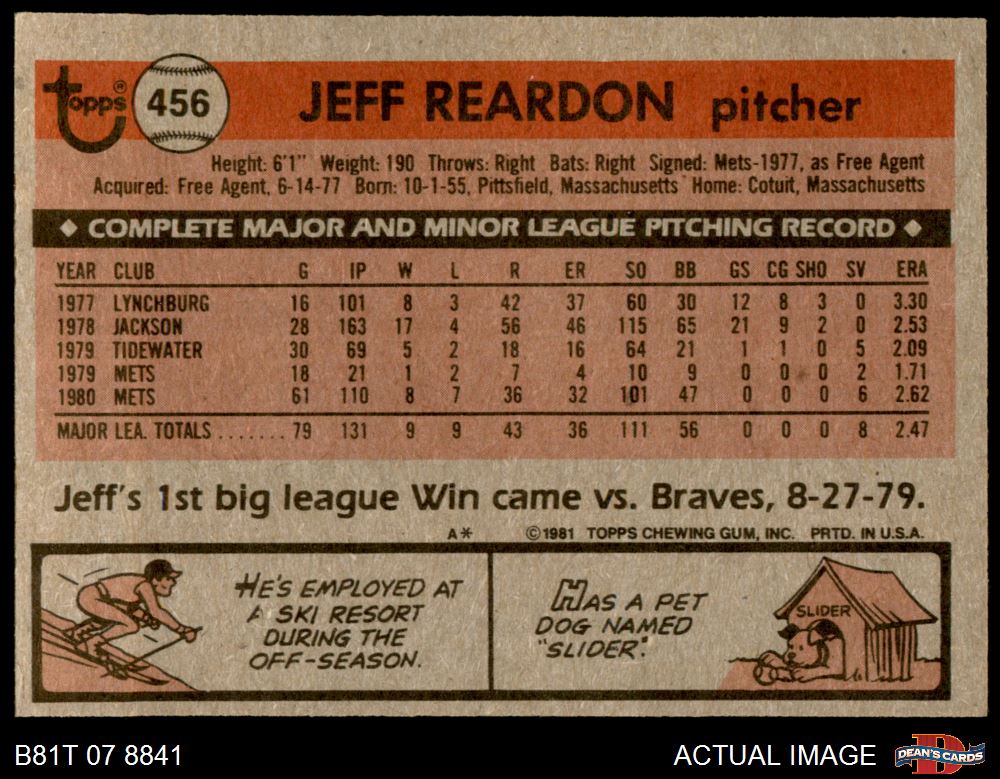 topps® 456 JEFF REARDON pitcher
Height: 6'1" Weight: 190 Throws: Right Bats: Right Signed: Mets-1977, as Free Agent
Acquired: Free Agent, 6-14-77 Born: 10-1-55, Pittsfield, Massachusetts Home: Cotuit, Massachusetts
◆ COMPLETE MAJOR AND MINOR LEAGUE PITCHING RECORD ◆
YEAR CLUB G IP W L R ER SO BB GS CG SHO SV ERA
1977 LYNCHBURG 16 101 8 3 42 37 60 30 12 8 3 0 3.30
1978 JACKSON 28 163 17 4 56 46 115 65 21 9 2 0 2.53
1979 TIDEWATER 30 69 5 2 18 16 64 21 1 1 0 5 2.09
1979 METS 18 21 1 2 7 4 10 9 0 0 0 2 1.71
1980 METS 61 110 8 7 36 32 101 47 0 0 0 6 2.62
MAJOR LEA. TOTALS ....... 79 131 9 9 43 36 111 56 0 0 0 8 2.47
Jeff's 1st big league Win came vs. Braves, 8-27-79.
A* ©1981 TOPPS CHEWING GUM, INC. PRTD. IN U.S.A.
HE'S EMPLOYED AT
A SKI RESORT
DURING THE
OFF-SEASON.
HAS A PET
DOG NAMED
"SLIDER".
SLIDER
B81T 07 8841 ACTUAL IMAGE DEAN'S CARDS